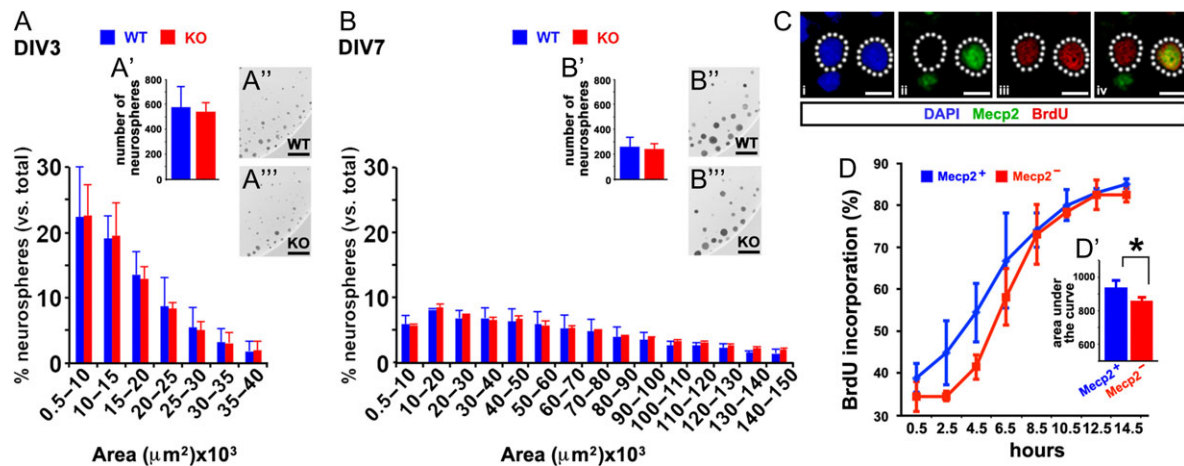 A
DIV3
WT KO
% neurospheres (vs. total)
30
20
10
0
0.5–10
10–15
15–20
20–25
25–30
30–35
35–40
Area (μm²)x10³
A'
number of
neurospheres
800
600
400
200
0
A''
WT
A'''
KO
B
DIV7
WT KO
% neurospheres (vs. total)
30
20
10
0
0.5–10
10–20
20–30
30–40
40–50
50–60
60–70
70–80
80–90
90–100
100–110
110–120
120–130
130–140
140–150
Area (μm²)x10³
B'
number of
neurospheres
800
600
400
200
0
B''
WT
B'''
KO
C
i
ii
iii
iv
DAPI Mecp2 BrdU
D
Mecp2+ Mecp2−
BrdU incorporation (%)
90
80
70
60
50
40
30
0.5 2.5 4.5 6.5 8.5 10.5 12.5 14.5
hours
D'
*
area under
the curve
1000
800
600
Mecp2+
Mecp2−